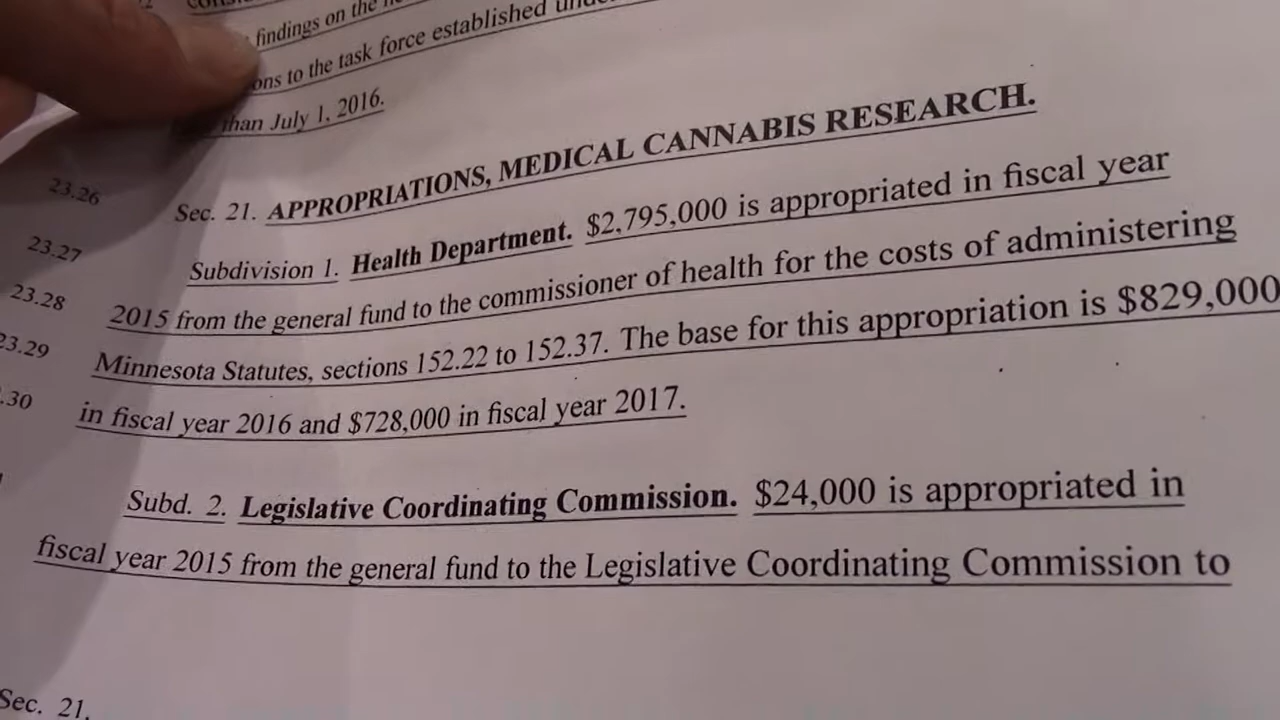 findings on the
ons to the task force established
than July 1, 2016.
23.26 Sec. 21. APPROPRIATIONS, MEDICAL CANNABIS RESEARCH.
23.27 Subdivision 1. Health Department. $2,795,000 is appropriated in fiscal year
23.28 2015 from the general fund to the commissioner of health for the costs of administering
23.29 Minnesota Statutes, sections 152.22 to 152.37. The base for this appropriation is $829,000
.30 in fiscal year 2016 and $728,000 in fiscal year 2017.
Subd. 2. Legislative Coordinating Commission. $24,000 is appropriated in
fiscal year 2015 from the general fund to the Legislative Coordinating Commission to
Sec. 21.